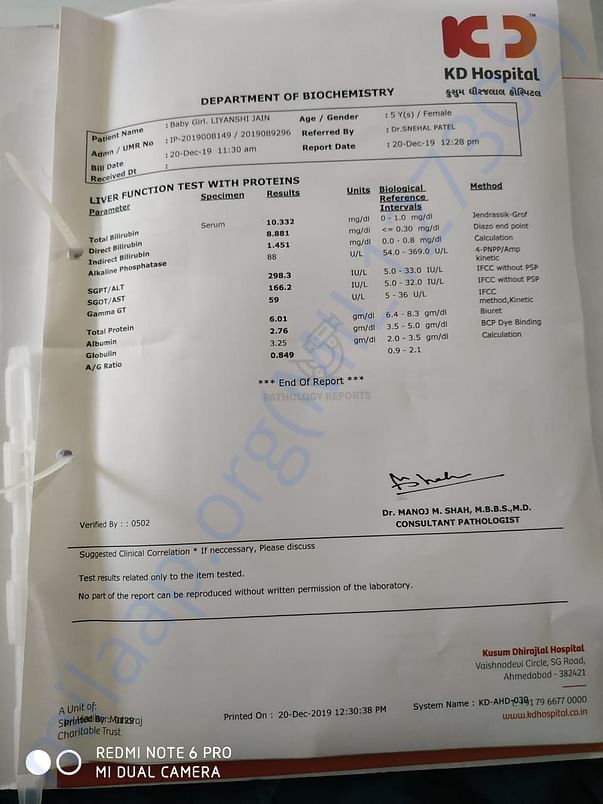 KD Hospital
કુસુમ ધીરજલાલ હોસ્પિટલ
DEPARTMENT OF BIOCHEMISTRY
Patient Name : Baby Girl. LIYANSHI JAIN Age / Gender : 5 Y(s) / Female
Admn / UMR No : IP-2019008149 / 2019089296 Referred By : Dr.SNEHAL PATEL
Bill Date : 20-Dec-19 11:30 am Report Date : 20-Dec-19 12:28 pm
Received Dt :
LIVER FUNCTION TEST WITH PROTEINS
Parameter Specimen Results Units Biological Reference Intervals Method
Total Bilirubin Serum 10.332 mg/dl 0 - 1.0 mg/dl Jendrassik-Grof
Direct Bilirubin 8.881 mg/dl <= 0.30 mg/dl Diazo end point
Indirect Bilirubin 1.451 mg/dl 0.0 - 0.8 mg/dl Calculation
Alkaline Phosphatase 88 U/L 54.0 - 369.0 U/L 4-PNPP/Amp kinetic
SGPT/ALT 298.3 IU/L 5.0 - 33.0 IU/L IFCC without P5P
SGOT/AST 166.2 IU/L 5.0 - 32.0 IU/L IFCC without P5P
Gamma GT 59 U/L 5 - 36 U/L IFCC method,Kinetic
Total Protein 6.01 gm/dl 6.4 - 8.3 gm/dl Biuret
Albumin 2.76 gm/dl 3.5 - 5.0 gm/dl BCP Dye Binding
Globulin 3.25 gm/dl 2.0 - 3.5 gm/dl Calculation
A/G Ratio 0.849 0.9 - 2.1
*** End Of Report ***
PATHOLOGY REPORTS
Dr. MANOJ M. SHAH, M.B.B.S.,M.D.
CONSULTANT PATHOLOGIST
Verified By : : 0502
Suggested Clinical Correlation * If neccessary, Please discuss
Test results related only to the item tested.
No part of the report can be reproduced without written permission of the laboratory.
Kusum Dhirajlal Hospital
Vaishnodevi Circle, SG Road,
Ahmedabad - 382421
A Unit of:
Charitable Trust
Printed On : 20-Dec-2019 12:30:38 PM
System Name : KD-AHD-030
+91 79 6677 0000
www.kdhospital.co.in
REDMI NOTE 6 PRO
MI DUAL CAMERA